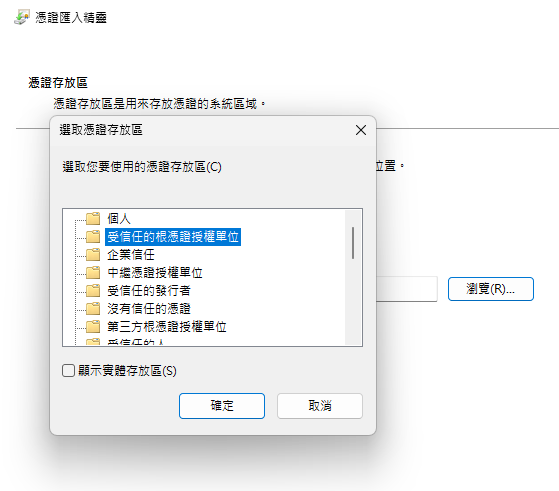 憑證匯入精靈
憑證存放區
憑證存放區是用來存放憑證的系統區域。
選取憑證存放區
選取您要使用的憑證存放區(C)
位置。
個人
受信任的根憑證授權單位
企業信任
中繼憑證授權單位
受信任的發行者
沒有信任的憑證
第三方根憑證授權單位
受信任的人
瀏覽(R)...
顯示實體存放區(S)
確定
取消